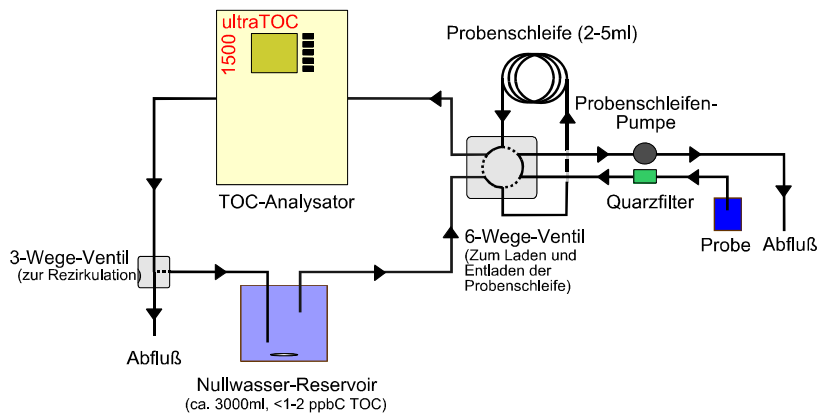 ultraTOC
1500
Probenschleife (2-5ml)
Probenschleifen-
Pumpe
TOC-Analysator
Quarzfilter
Probe
Abfluß
6-Wege-Ventil
(Zum Laden und
Entladen der
Probenschleife)
3-Wege-Ventil
(zur Rezirkulation)
Abfluß
Nullwasser-Reservoir
(ca. 3000ml, <1-2 ppbC TOC)